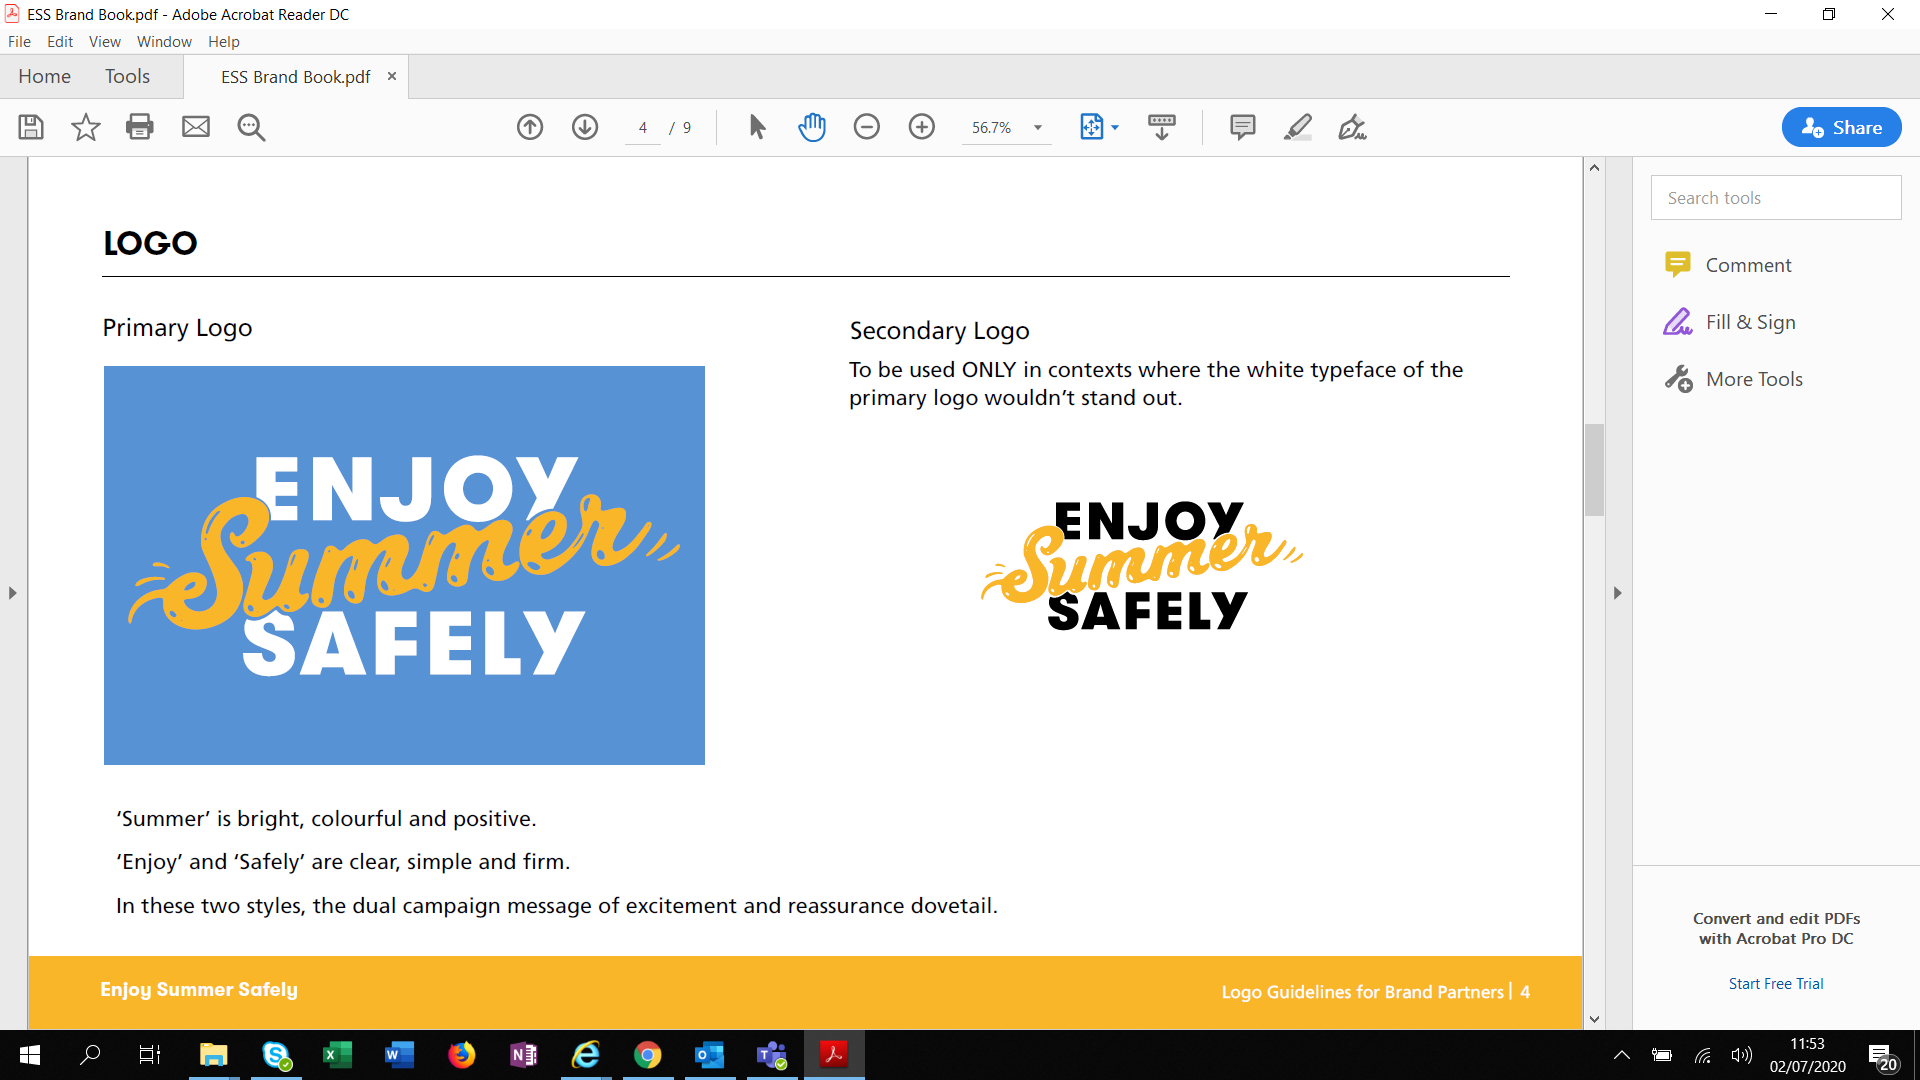 ESS Brand Book.pdf - Adobe Acrobat Reader DC
File Edit View Window Help
Home Tools ESS Brand Book.pdf ×
4 / 9 56.7% Share
LOGO
Primary Logo
ENJOY
Summer
SAFELY
Secondary Logo
To be used ONLY in contexts where the white typeface of the
primary logo wouldn’t stand out.
ENJOY
Summer
SAFELY
‘Summer’ is bright, colourful and positive.
‘Enjoy’ and ‘Safely’ are clear, simple and firm.
In these two styles, the dual campaign message of excitement and reassurance dovetail.
Enjoy Summer Safely
Logo Guidelines for Brand Partners | 4
Search tools
Comment
Fill & Sign
More Tools
Convert and edit PDFs
with Acrobat Pro DC
Start Free Trial
11:53
02/07/2020
20